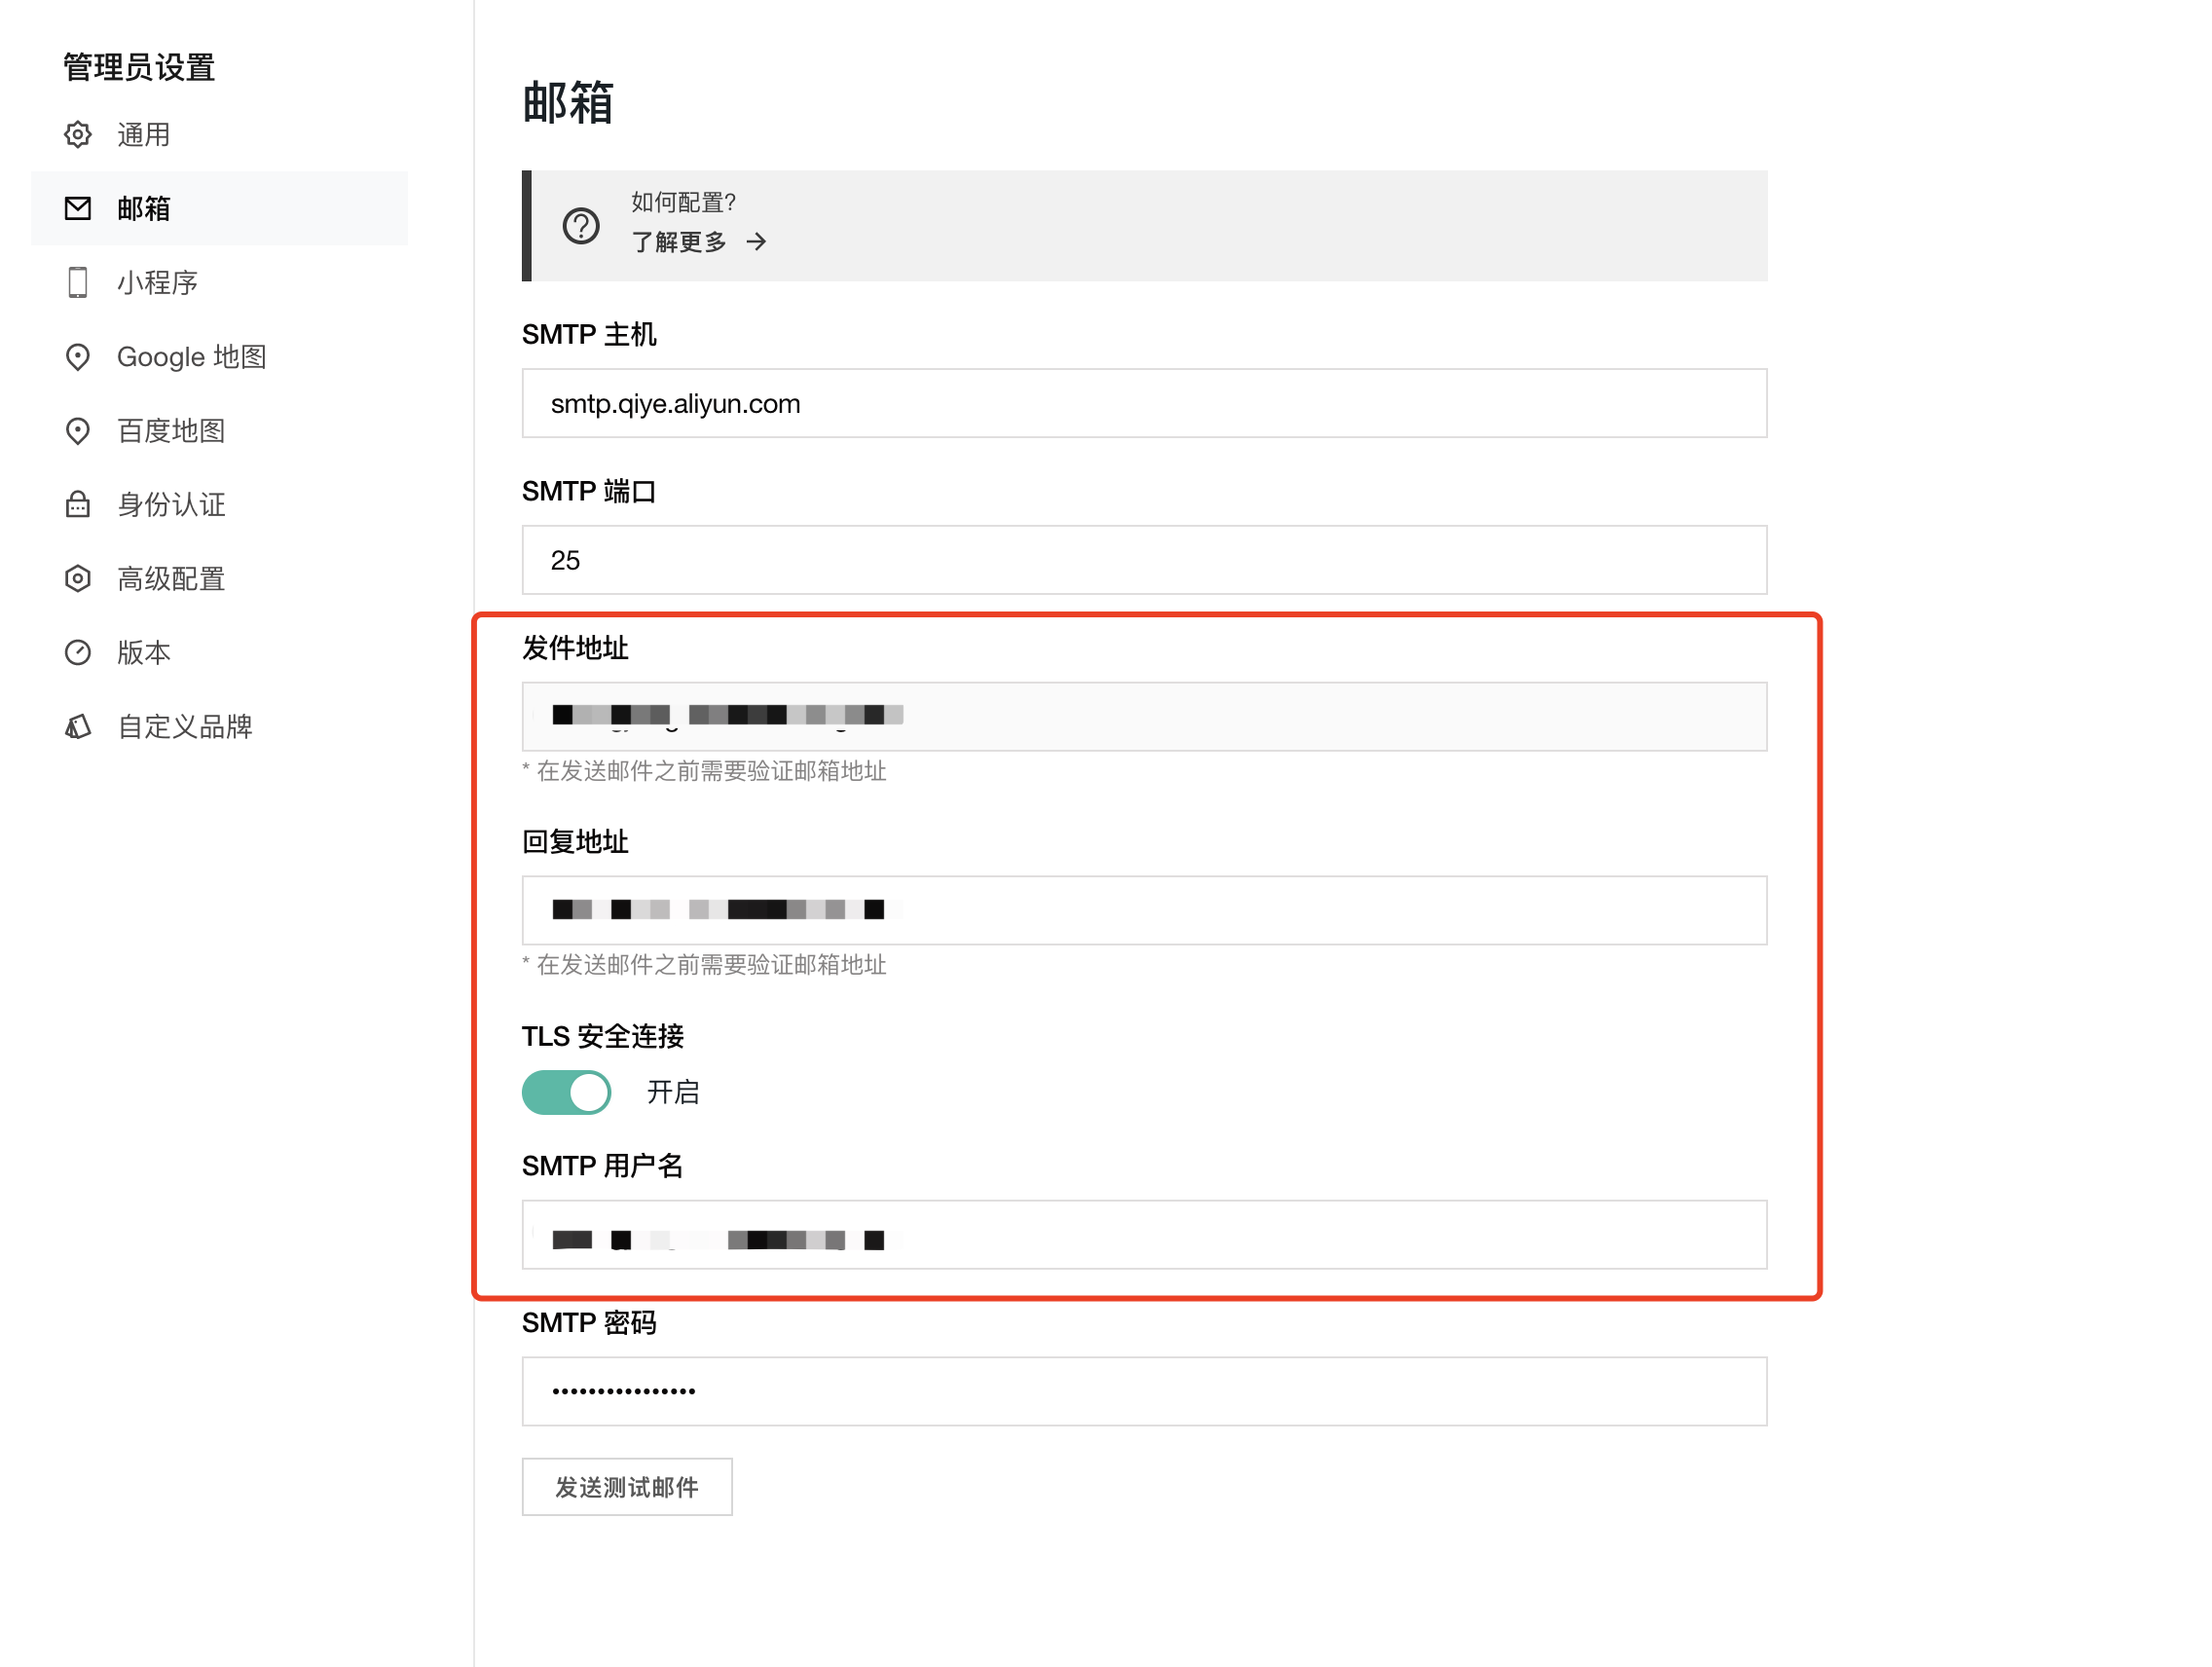 管理员设置
通用
邮箱
小程序
Google 地图
百度地图
身份认证
高级配置
版本
自定义品牌
邮箱
如何配置?
了解更多 →
SMTP 主机
smtp.qiye.aliyun.com
SMTP 端口
25
发件地址
* 在发送邮件之前需要验证邮箱地址
回复地址
* 在发送邮件之前需要验证邮箱地址
TLS 安全连接
开启
SMTP 用户名
SMTP 密码
••••••••••••••••
发送测试邮件